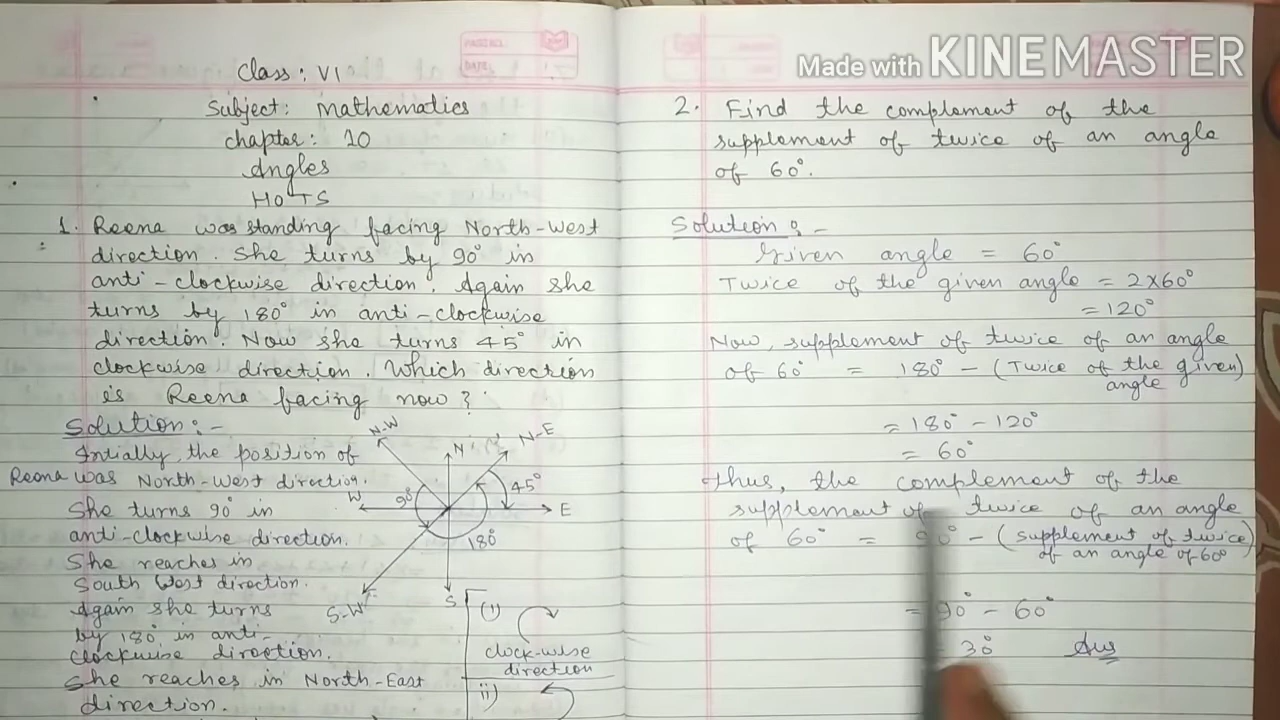 Made with KINEMASTER
PAGE NO.:
DATE:
Class: VI
Subject: Mathematics
Chapter: 10
Angles
HOTS
1. Reena was standing facing North-West
direction. She turns by 90° in
anti-clockwise direction. Again she
turns by 180° in anti-clockwise
direction. Now she turns 45° in
clockwise direction. Which direction
is Reena facing now?
Solution:-
Intially, the position of
Reena was North-West direction.
She turns 90° in
anti-clockwise direction.
She reaches in
South West direction.
Again she turns
by 180° in anti-
clockwise direction.
She reaches in North-East
direction.
N-W
N
N-E
W
90°
45°
E
180°
S-W
S
(i)
clock-wise
direction
ii)
2. Find the complement of the
supplement of twice of an angle
of 60°.
Solution:-
Given angle = 60°
Twice of the given angle = 2x60°
= 120°
Now, supplement of twice of an angle
of 60° = 180° - (Twice of the given)
angle
= 180° - 120°
= 60°
Thus, the complement of the
supplement of twice of an angle
of 60° = 90° - (supplement of twice)
of an angle of 60°
= 90° - 60°
30° Ans